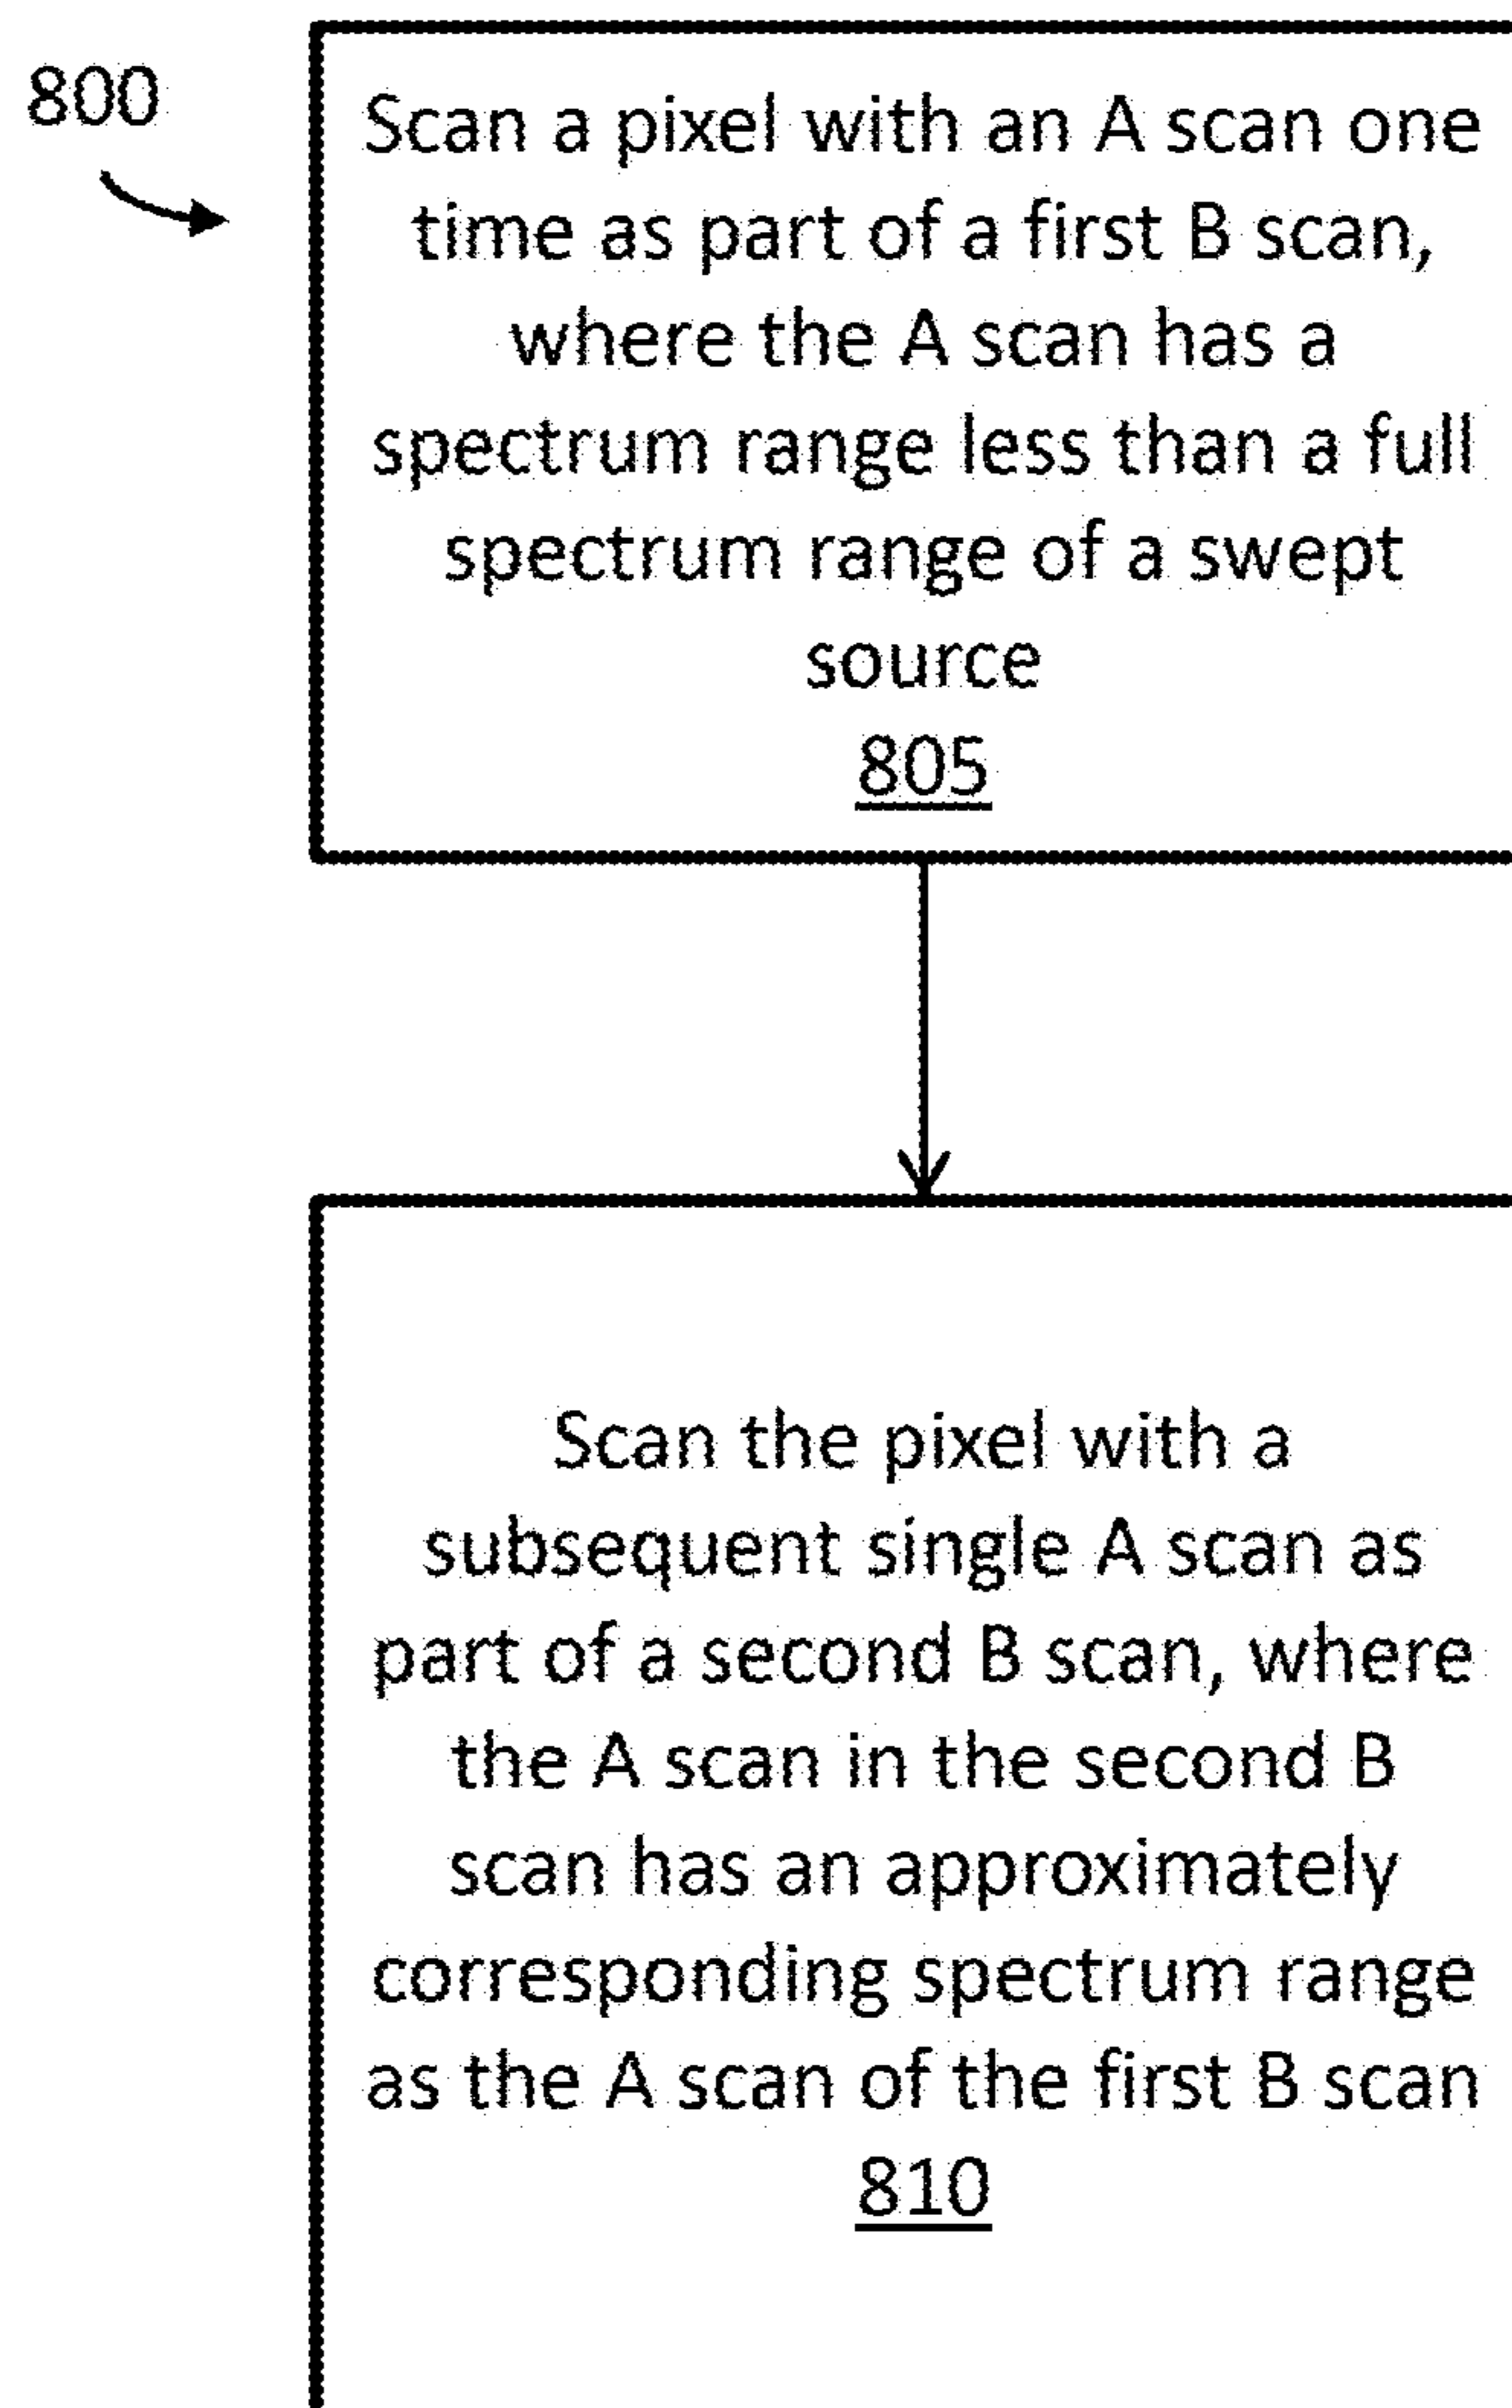 800
Scan a pixel with an A scan one
time as part of a first B scan,
where the A scan has a
spectrum range less than a full
spectrum range of a swept
source
805
Scan the pixel with a
subsequent single A scan as
part of a second B scan, where
the A scan in the second B
scan has an approximately
corresponding spectrum range
as the A scan of the first B scan
810